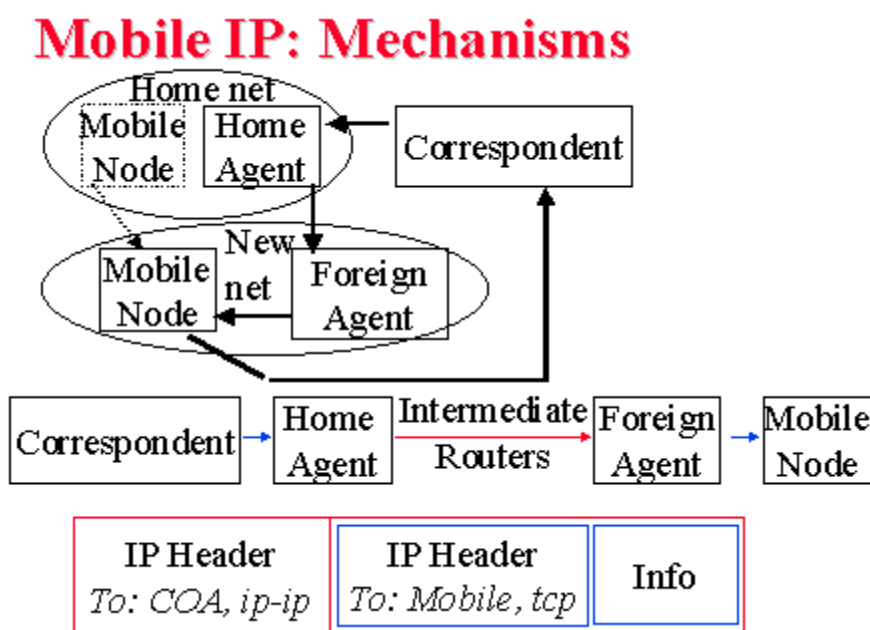 Mobile IP: Mechanisms
Home net
Mobile
Node
Home
Agent
Correspondent
New
net
Mobile
Node
Foreign
Agent
Correspondent
Home
Agent
Intermediate
Routers
Foreign
Agent
Mobile
Node
IP Header
To: COA, ip-ip
IP Header
To: Mobile, tcp
Info